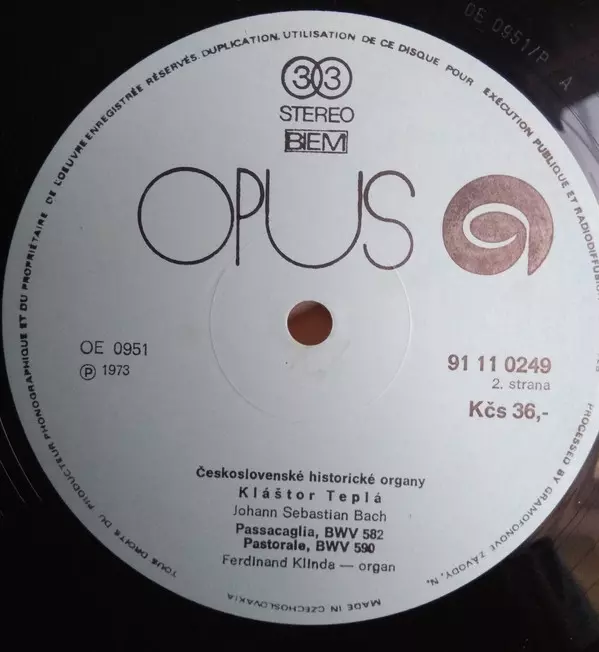 OE 0951/P A
TOUS DROITS DU PRODUCTEUR PHONOGRAPHIQUE ET DU PROPRIÉTAIRE DE L'OEUVRE ENREGISTRÉE RÉSERVÉS. DUPLICATION, UTILISATION DE CE DISQUE POUR EXÉCUTION PUBLIQUE ET RADIODIFFUSION
PROCESSED BY GRAMOFONOVÉ ZÁVODY, N.
MADE IN CZECHOSLOVAKIA
33
STEREO
BIEM
OPUS
OE 0951
℗ 1973
91 11 0249
2. strana
Kčs 36,-
Československé historické organy
Kláštor Teplá
Johann Sebastian Bach
Passacaglia, BWV 582
Pastorale, BWV 590
Ferdinand Klinda — organ